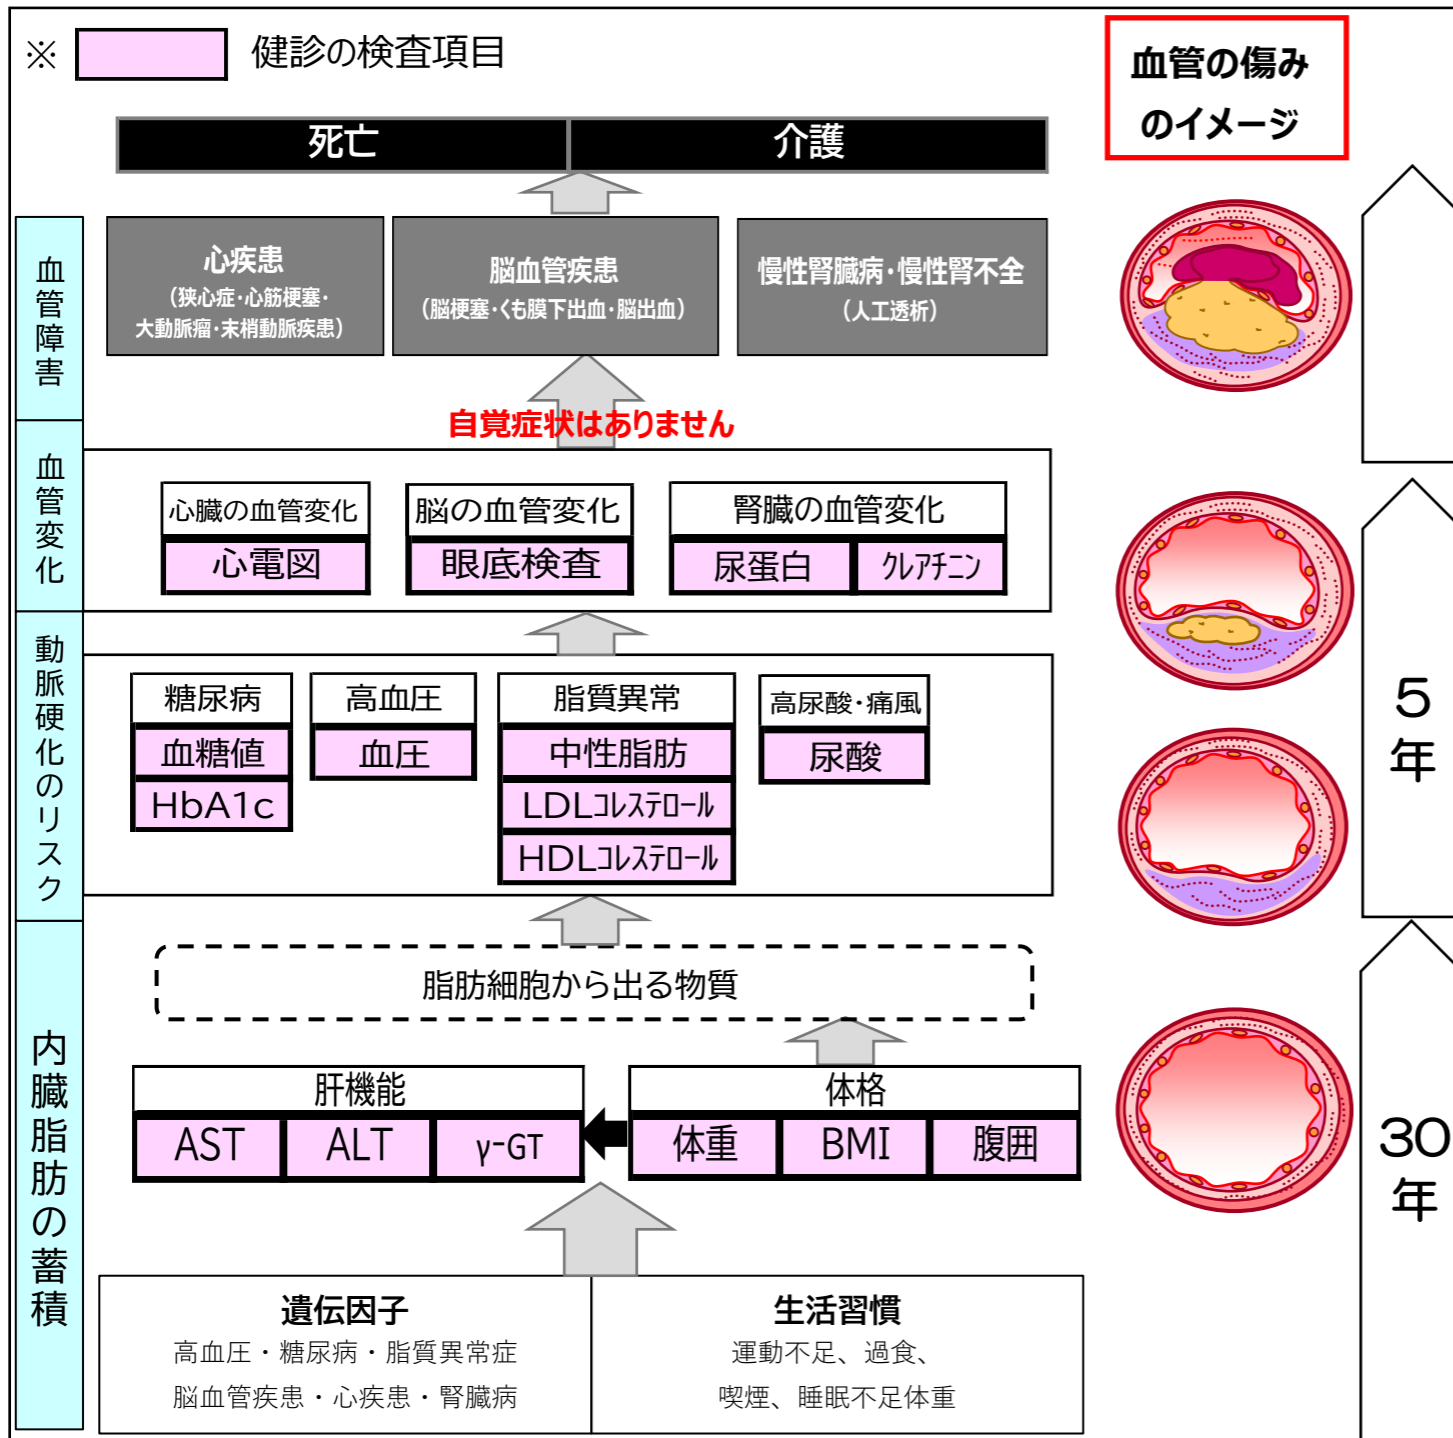 ※ 健診の検査項目
血管の傷み
のイメージ
死亡 介護
血管障害
心疾患
(狭心症・心筋梗塞・
大動脈瘤・末梢動脈疾患)
脳血管疾患
(脳梗塞・くも膜下出血・脳出血)
慢性腎臓病・慢性腎不全
(人工透析)
自覚症状はありません
血管変化
心臓の血管変化
心電図
脳の血管変化
眼底検査
腎臓の血管変化
尿蛋白 クレアチニン
動脈硬化のリスク
糖尿病
血糖値
HbA1c
高血圧
血圧
脂質異常
中性脂肪
LDLコレステロール
HDLコレステロール
高尿酸・痛風
尿酸
5年
脂肪細胞から出る物質
内臓脂肪の蓄積
肝機能
AST ALT γ-GT
体格
体重 BMI 腹囲
30年
遺伝因子
高血圧・糖尿病・脂質異常症
脳血管疾患・心疾患・腎臓病
生活習慣
運動不足、過食、
喫煙、睡眠不足体重